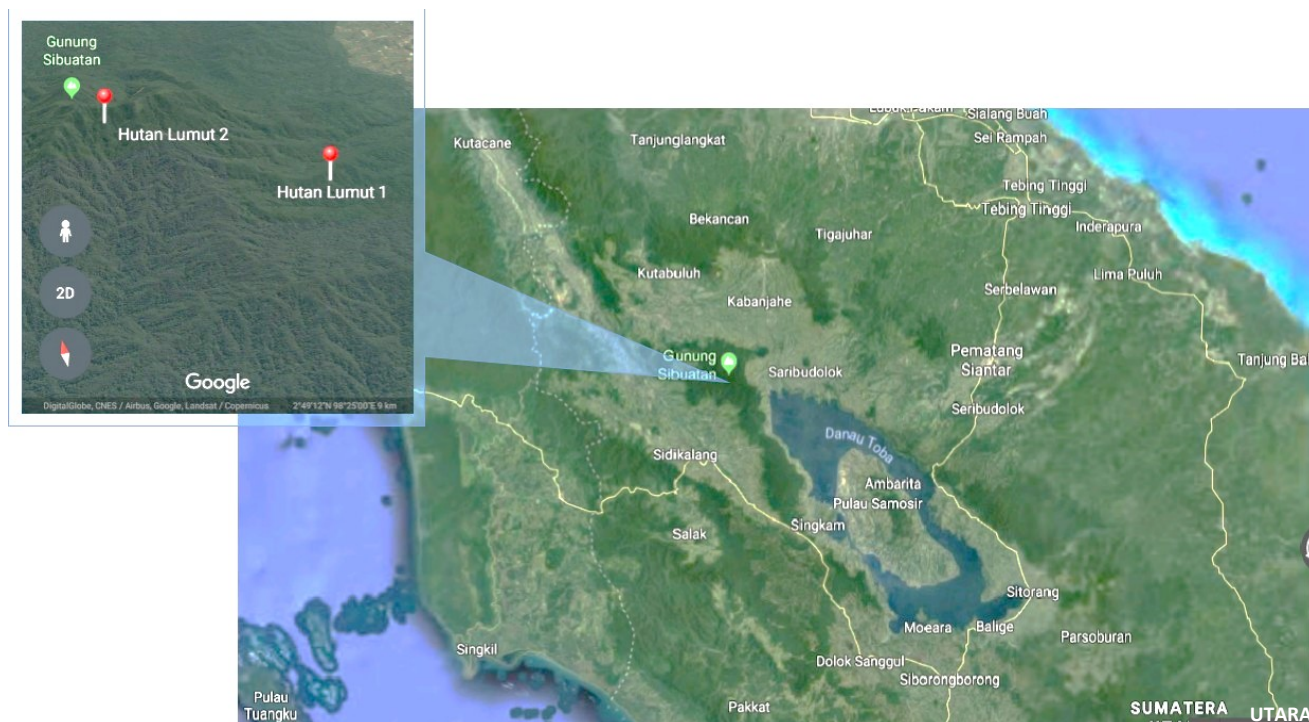 Gunung
Sibuatan
Hutan Lumut 2
Hutan Lumut 1
2D
Google
DigitalGlobe, CNES / Airbus, Google, Landsat / Copernicus 2°49'12"N 98°25'00"E 9 km
Sialang Buah
Kutacane
Tanjunglangkat
Sei Rampah
Tebing Tinggi
Tebing Tinggi
Bekancan
Tigajuhar
Inderapura
Kutabuluh
Lima Puluh
Kabanjahe
Serbelawan
Gunung
Sibuatan
Saribudolok
Pematang
Siantar
Tanjung Ba
Seribudolok
Danau Toba
Sidikalang
Ambarita
Pulau Samosir
Singkam
Salak
Sitorang
Moeara
Balige
Parsoburan
Singkil
Dolok Sanggul
Siborongborong
Pulau
Tuangku
Pakkat
SUMATERA
UTARA